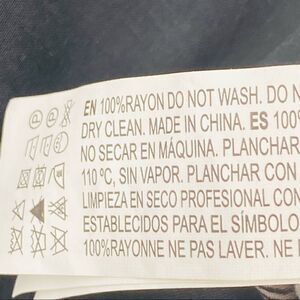 EN 100%RAYON DO NOT WASH. DO N
DRY CLEAN. MADE IN CHINA. ES 100%
NO SECAR EN MÁQUINA. PLANCHAR
110 ºC, SIN VAPOR. PLANCHAR CON
LIMPIEZA EN SECO PROFESIONAL CON
ESTABLECIDOS PARA EL SÍMBOLO
100%RAYONNE NE PAS LAVER. NE